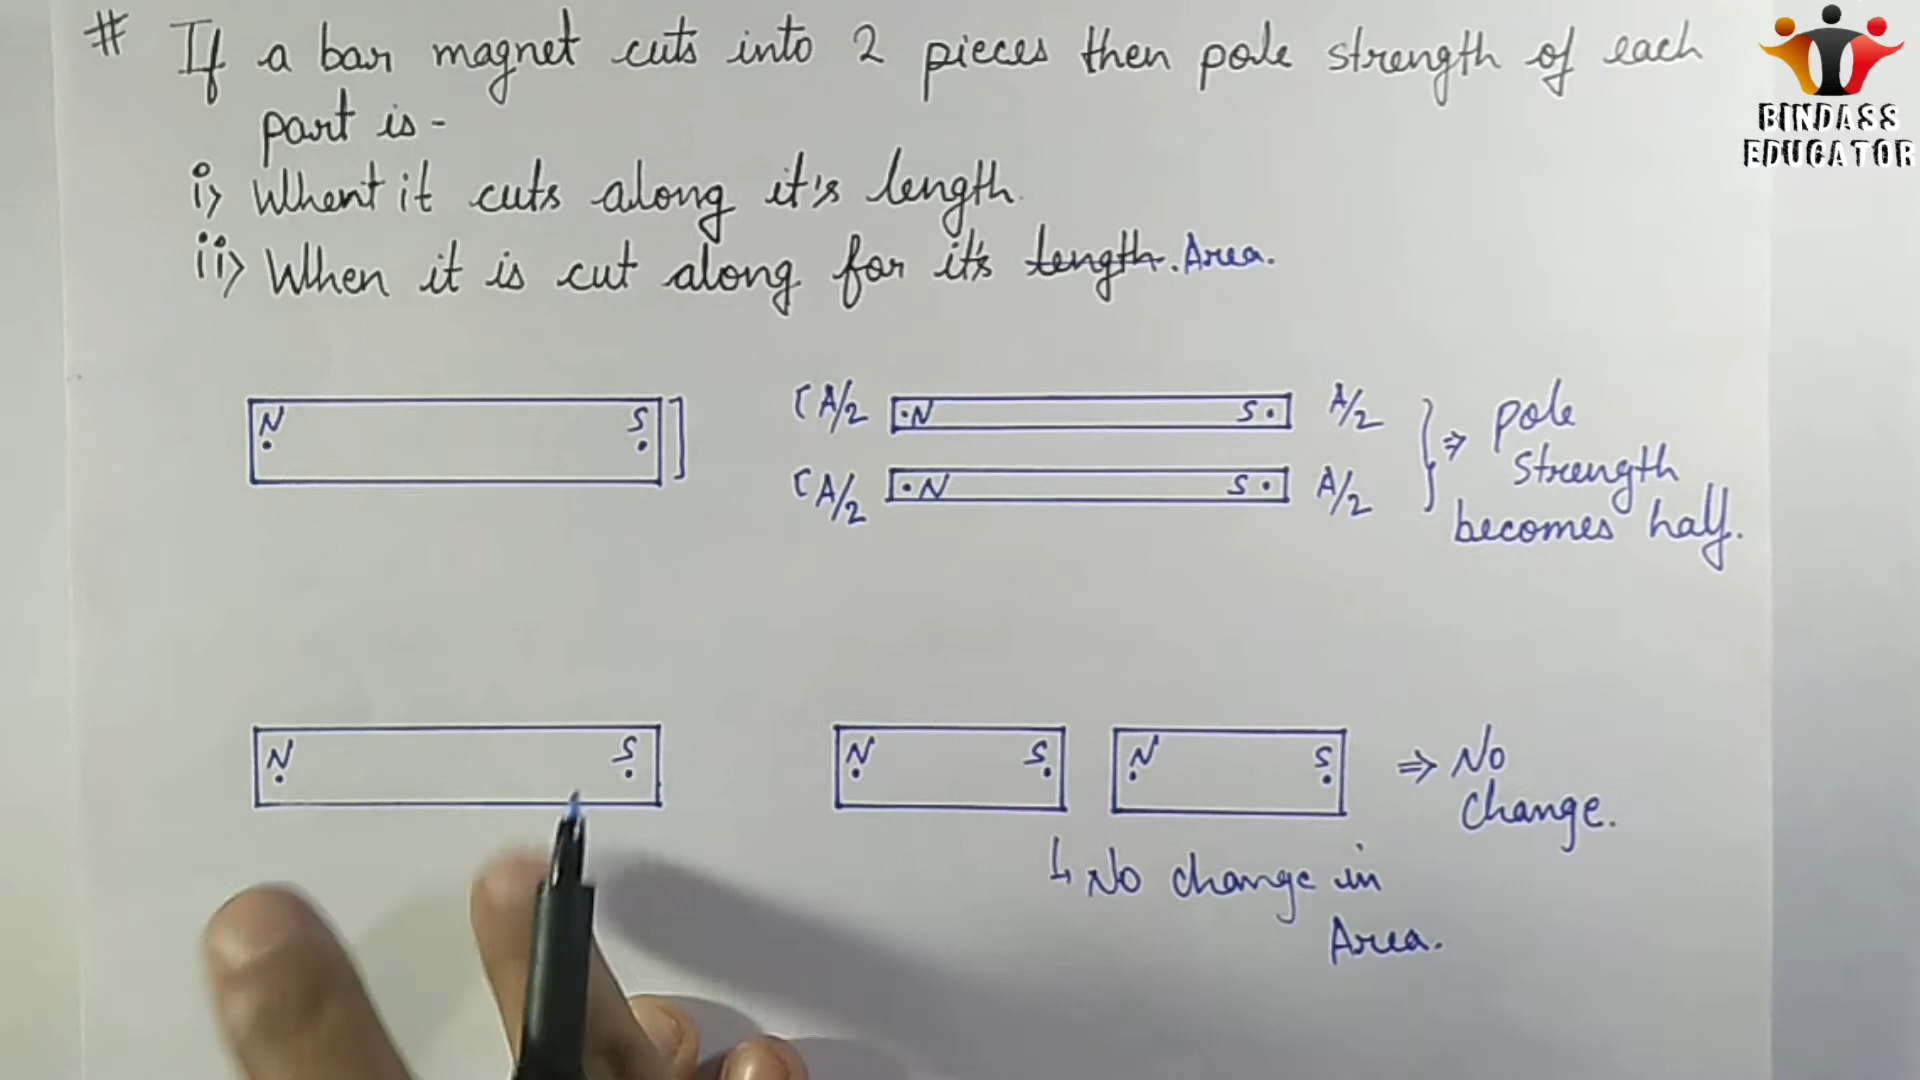 # If a bar magnet cuts into 2 pieces then pole strength of each
part is -
i> Whent it cuts along it's length.
ii> When it is cut along for it's length. Area.
BINDASS
EDUCATOR
N S
[A/2 N S A/2
[A/2 N S A/2
} ⇒ pole
strength
becomes half.
N S
N S N S ⇒ No
change.
↳ No change in
Area.